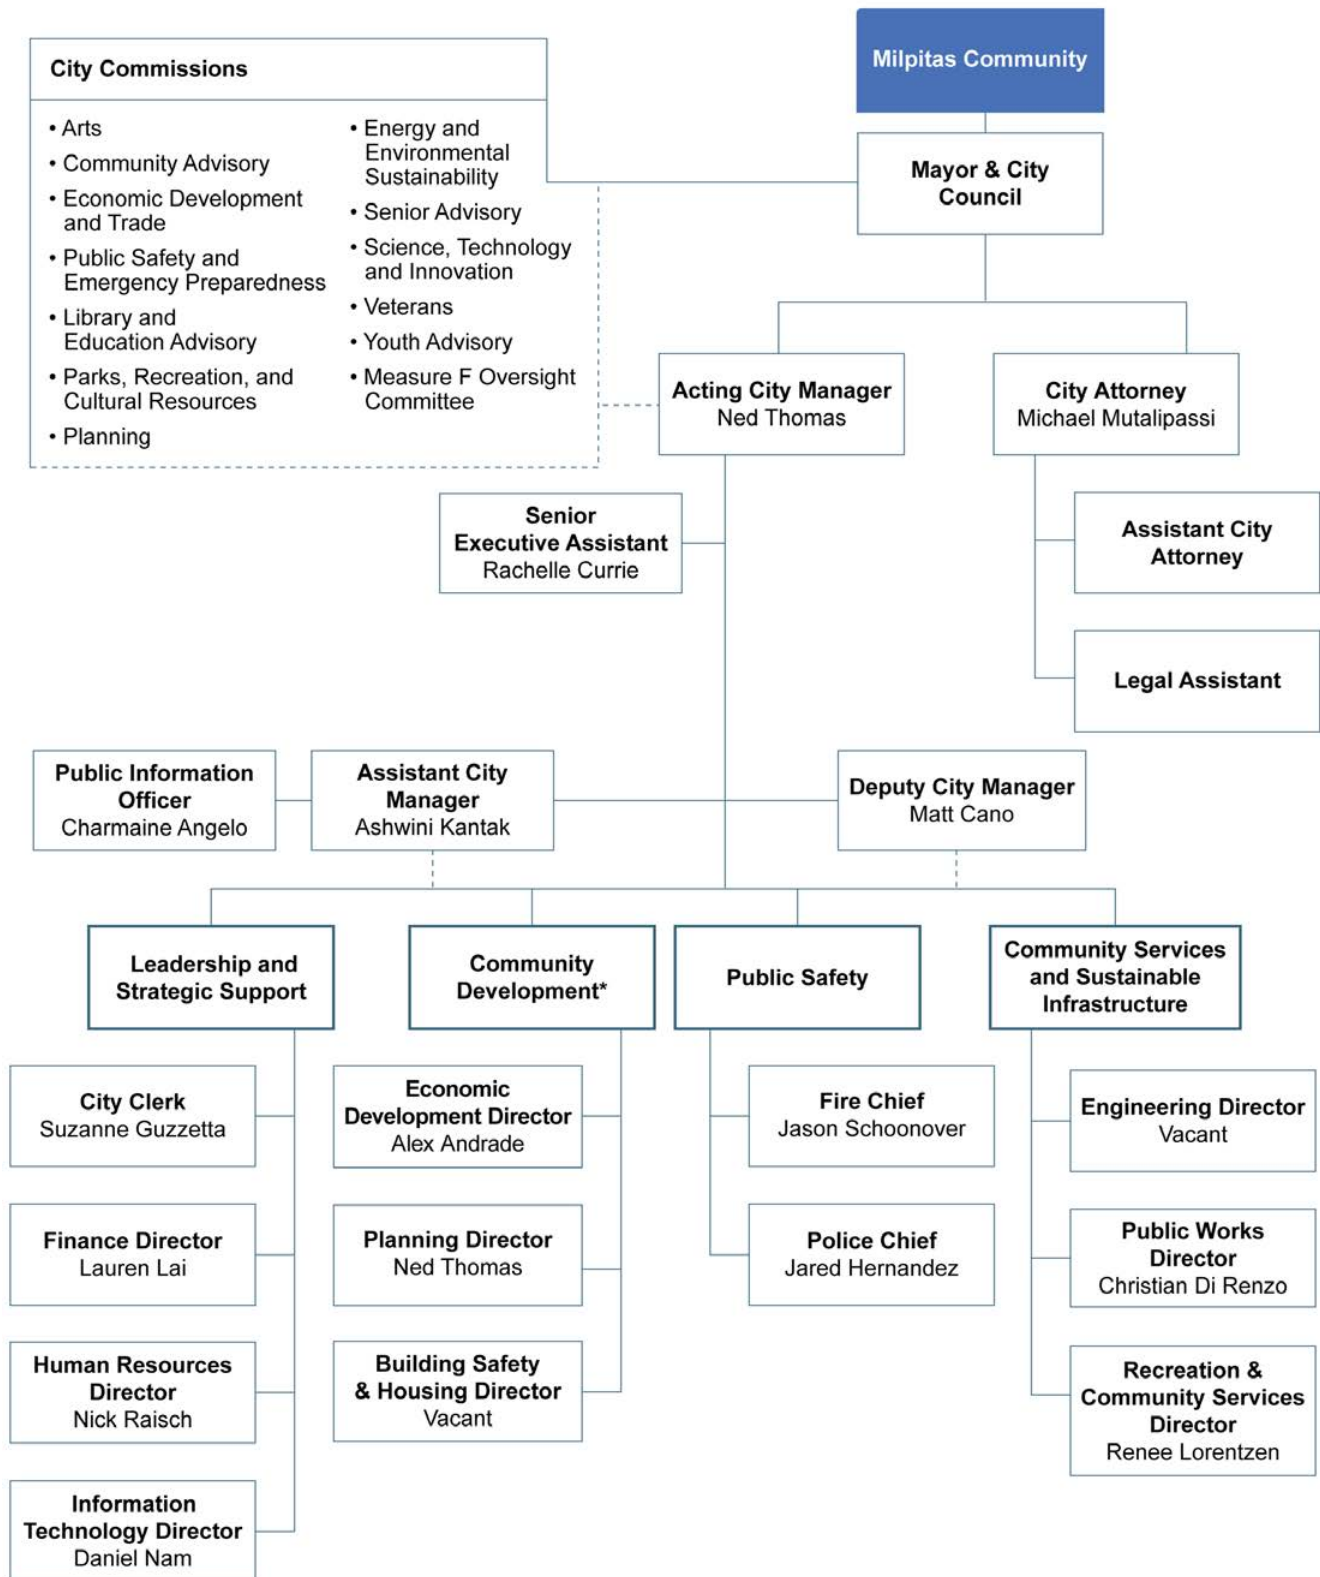 Milpitas Community
City Commissions
• Arts
• Community Advisory
• Economic Development
and Trade
• Public Safety and
Emergency Preparedness
• Library and
Education Advisory
• Parks, Recreation, and
Cultural Resources
• Planning
• Energy and
Environmental
Sustainability
• Senior Advisory
• Science, Technology
and Innovation
• Veterans
• Youth Advisory
• Measure F Oversight
Committee
Mayor & City
Council
Acting City Manager
Ned Thomas
City Attorney
Michael Mutalipassi
Senior
Executive Assistant
Rachelle Currie
Assistant City
Attorney
Legal Assistant
Public Information
Officer
Charmaine Angelo
Assistant City
Manager
Ashwini Kantak
Deputy City Manager
Matt Cano
Leadership and
Strategic Support
Community
Development*
Public Safety
Community Services
and Sustainable
Infrastructure
City Clerk
Suzanne Guzzetta
Economic
Development Director
Alex Andrade
Fire Chief
Jason Schoonover
Engineering Director
Vacant
Finance Director
Lauren Lai
Planning Director
Ned Thomas
Police Chief
Jared Hernandez
Public Works
Director
Christian Di Renzo
Human Resources
Director
Nick Raisch
Building Safety
& Housing Director
Vacant
Recreation &
Community Services
Director
Renee Lorentzen
Information
Technology Director
Daniel Nam